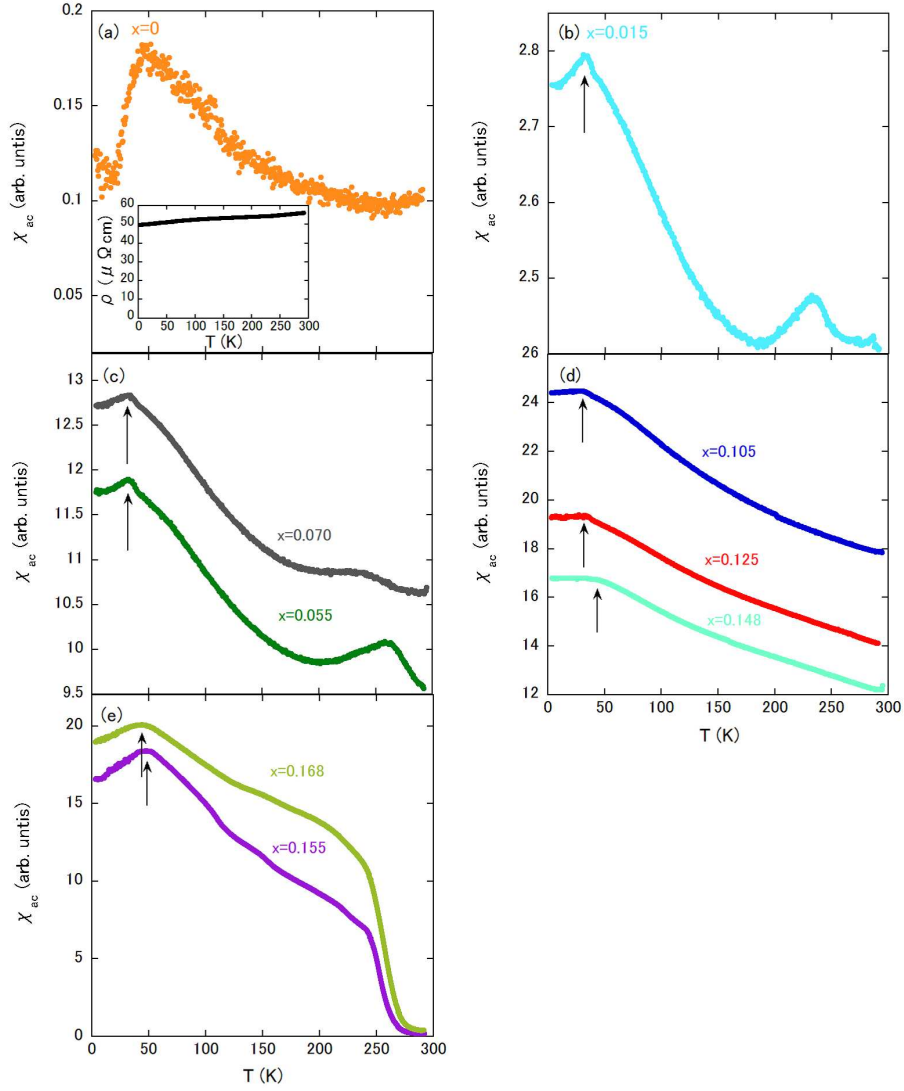 (a)
x=0
0.2
0.15
0.1
0.05
χ ac (arb. untis)
60
50
40
30
20
10
0
ρ (μ Ω cm)
0 50 100 150 200 250 300
T (K)
(b)
x=0.015
2.8
2.7
2.6
2.5
26
χ ac (arb. untis)
(c)
13
12.5
12
11.5
11
10.5
10
9.5
χ ac (arb. untis)
x=0.070
x=0.055
(d)
24
22
20
18
16
14
12
χ ac (arb. untis)
x=0.105
x=0.125
x=0.148
0 50 100 150 200 250 300
T (K)
(e)
20
15
10
5
0
χ ac (arb. untis)
x=0.168
x=0.155
0 50 100 150 200 250 300
T (K)